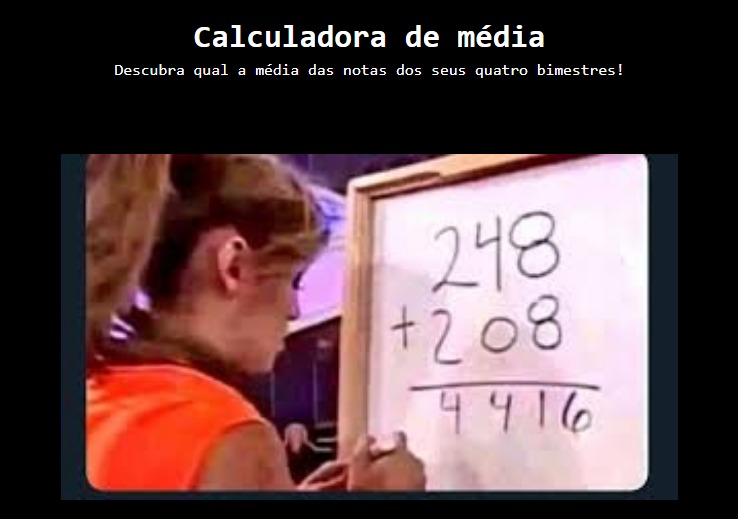 Calculadora de média
Descubra qual a média das notas dos seus quatro bimestres!
248
+208
4416